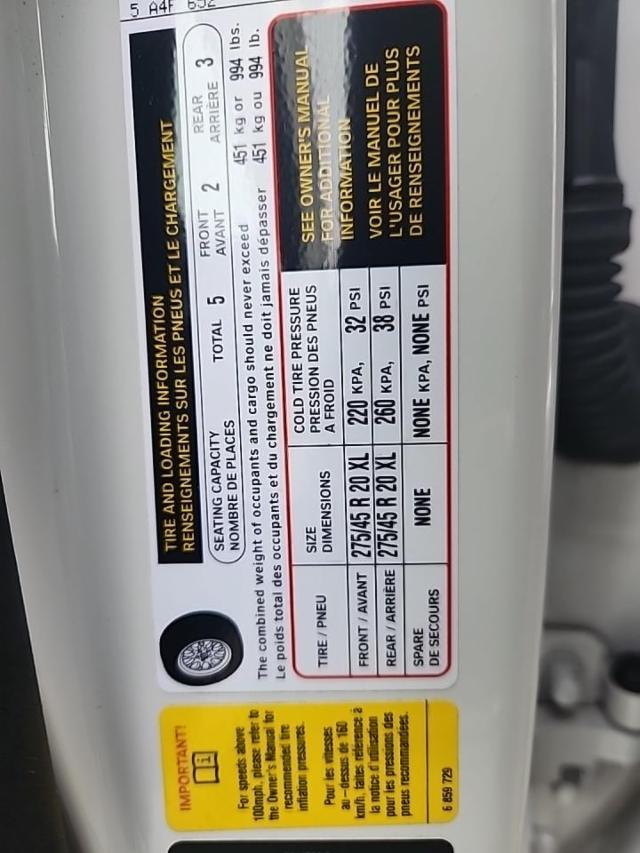 5 A4F 652
TIRE AND LOADING INFORMATION
RENSEIGNEMENTS SUR LES PNEUS ET LE CHARGEMENT
SEATING CAPACITY TOTAL 5 FRONT 2 REAR 3
NOMBRE DE PLACES AVANT ARRIÈRE
The combined weight of occupants and cargo should never exceed 451 kg or 994 lbs.
Le poids total des occupants et du chargement ne doit jamais dépasser 451 kg ou 994 lb.
TIRE / PNEU
SIZE
DIMENSIONS
COLD TIRE PRESSURE
PRESSION DES PNEUS
A FROID
FRONT / AVANT 275/45 R 20 XL 220 KPA, 32 PSI
REAR / ARRIÈRE 275/45 R 20 XL 260 KPA, 38 PSI
SPARE
DE SECOURS NONE NONE KPA, NONE PSI
SEE OWNER'S MANUAL
FOR ADDITIONAL
INFORMATION
VOIR LE MANUEL DE
L'USAGER POUR PLUS
DE RENSEIGNEMENTS
IMPORTANT!
For speeds above
100mph, please refer to
the Owner's Manual for
recommended tire
inflation pressures.
Pour les vitesses
au-dessus de 160
km/h, faites référence à
la notice d'utilisation
pour les pressions des
pneus recommandées.
6 859 729